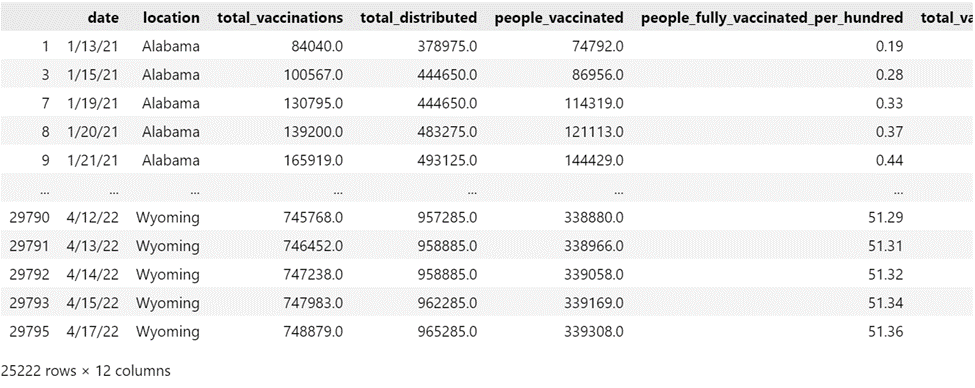 date location total_vaccinations total_distributed people_vaccinated people_fully_vaccinated_per_hundred
1 1/13/21 Alabama 84040.0 378975.0 74792.0 0.19
3 1/15/21 Alabama 100567.0 444650.0 86956.0 0.28
7 1/19/21 Alabama 130795.0 444650.0 114319.0 0.33
8 1/20/21 Alabama 139200.0 483275.0 121113.0 0.37
9 1/21/21 Alabama 165919.0 493125.0 144429.0 0.44
... ... ... ... ... ... ...
29790 4/12/22 Wyoming 745768.0 957285.0 338880.0 51.29
29791 4/13/22 Wyoming 746452.0 958885.0 338966.0 51.31
29792 4/14/22 Wyoming 747238.0 958885.0 339058.0 51.32
29793 4/15/22 Wyoming 747983.0 962285.0 339169.0 51.34
29795 4/17/22 Wyoming 748879.0 965285.0 339308.0 51.36
25222 rows × 12 columns